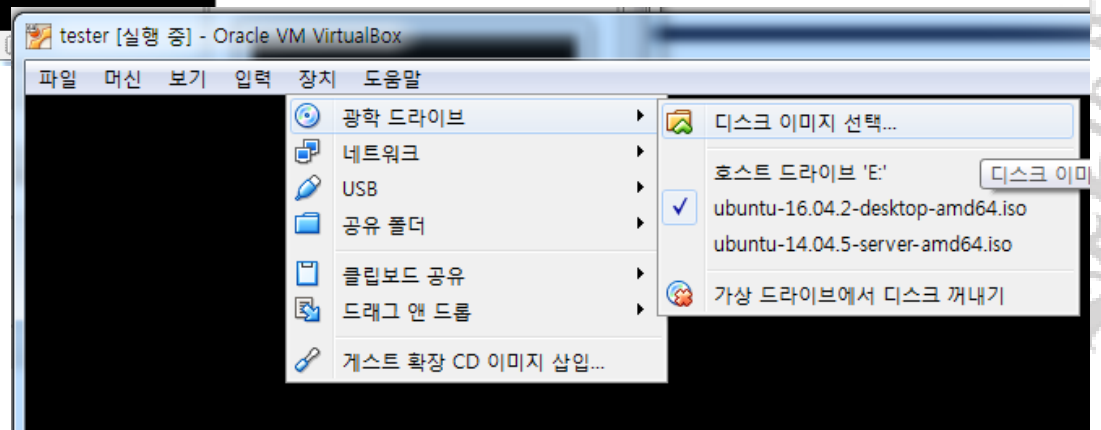 tester [실행 중] - Oracle VM VirtualBox
파일 머신 보기 입력 장치 도움말
광학 드라이브
네트워크
USB
공유 폴더
클립보드 공유
드래그 앤 드롭
게스트 확장 CD 이미지 삽입...
디스크 이미지 선택...
호스트 드라이브 'E:'
디스크 이미
ubuntu-16.04.2-desktop-amd64.iso
ubuntu-14.04.5-server-amd64.iso
가상 드라이브에서 디스크 꺼내기